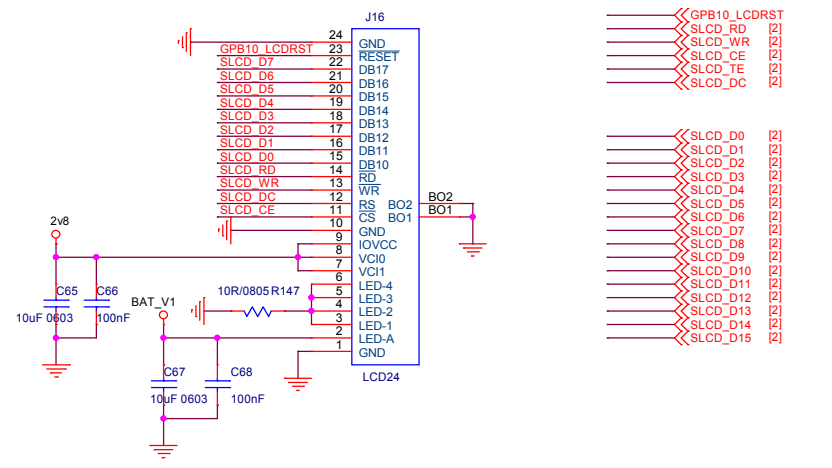 J16
24 GND
GPB10_LCDRST 23 RESET
SLCD_D7 22 DB17
SLCD_D6 21 DB16
SLCD_D5 20 DB15
SLCD_D4 19 DB14
SLCD_D3 18 DB13
SLCD_D2 17 DB12
SLCD_D1 16 DB11
SLCD_D0 15 DB10
SLCD_RD 14 RD
SLCD_WR 13 WR
SLCD_DC 12 RS BO2 BO2
SLCD_CE 11 CS BO1 BO1
10 GND
9 IOVCC
8 VCI0
7 VCI1
6 LED-4
5 LED-3
4 LED-2
3 LED-1
2 LED-A
1 GND
LCD24
2v8
C65
10uF 0603
C66
100nF
10R/0805 R147
BAT_V1
C67
10uF 0603
C68
100nF
GPB10_LCDRST
SLCD_RD [2]
SLCD_WR [2]
SLCD_CE [2]
SLCD_TE [2]
SLCD_DC [2]
SLCD_D0 [2]
SLCD_D1 [2]
SLCD_D2 [2]
SLCD_D3 [2]
SLCD_D4 [2]
SLCD_D5 [2]
SLCD_D6 [2]
SLCD_D7 [2]
SLCD_D8 [2]
SLCD_D9 [2]
SLCD_D10 [2]
SLCD_D11 [2]
SLCD_D12 [2]
SLCD_D13 [2]
SLCD_D14 [2]
SLCD_D15 [2]